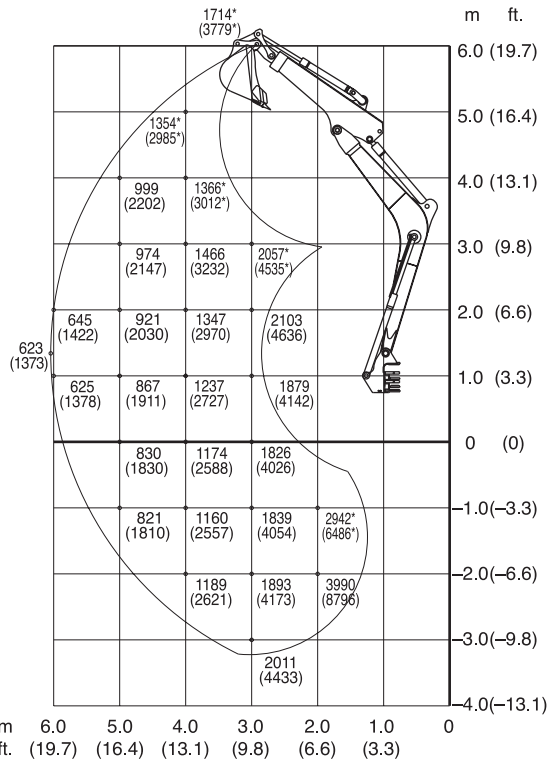 1714* m ft.
(3779*)
6.0 (19.7)
1354* 5.0 (16.4)
(2985*)
999 1366* 4.0 (13.1)
(2202) (3012*)
974 1466 2057* 3.0 (9.8)
(2147) (3232) (4535*)
645 921 1347 2103 2.0 (6.6)
(1422) (2030) (2970) (4636)
623
(1373)
625 867 1237 1879 1.0 (3.3)
(1378) (1911) (2727) (4142)
0 (0)
830 1174 1826
(1830) (2588) (4026)
821 1160 1839 2942* –1.0 (–3.3)
(1810) (2557) (4054) (6486*)
1189 1893 3990 –2.0 (–6.6)
(2621) (4173) (8796)
–3.0 (–9.8)
2011
(4433)
–4.0 (–13.1)
m 6.0 5.0 4.0 3.0 2.0 1.0 0
ft. (19.7) (16.4) (13.1) (9.8) (6.6) (3.3)